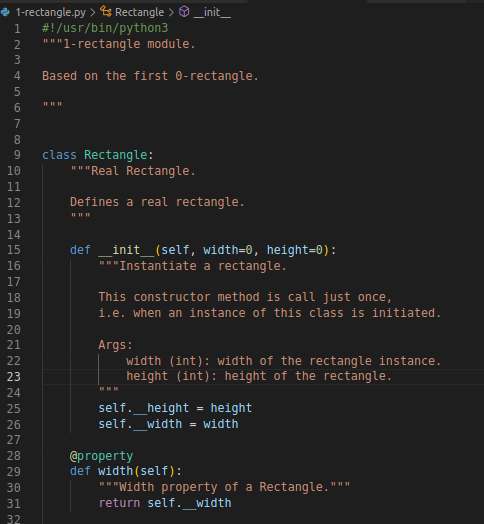 1-rectangle.py > Rectangle > __init__
1 #!/usr/bin/python3
2 """1-rectangle module.
3
4 Based on the first 0-rectangle.
5
6 """
7
8
9 class Rectangle:
10     """Real Rectangle.
11
12     Defines a real rectangle.
13     """
14
15     def __init__(self, width=0, height=0):
16         """Instantiate a rectangle.
17
18         This constructor method is call just once,
19         i.e. when an instance of this class is initiated.
20
21         Args:
22             width (int): width of the rectangle instance.
23             height (int): height of the rectangle.
24         """
25         self.__height = height
26         self.__width = width
27
28     @property
29     def width(self):
30         """Width property of a Rectangle."""
31         return self.__width
32